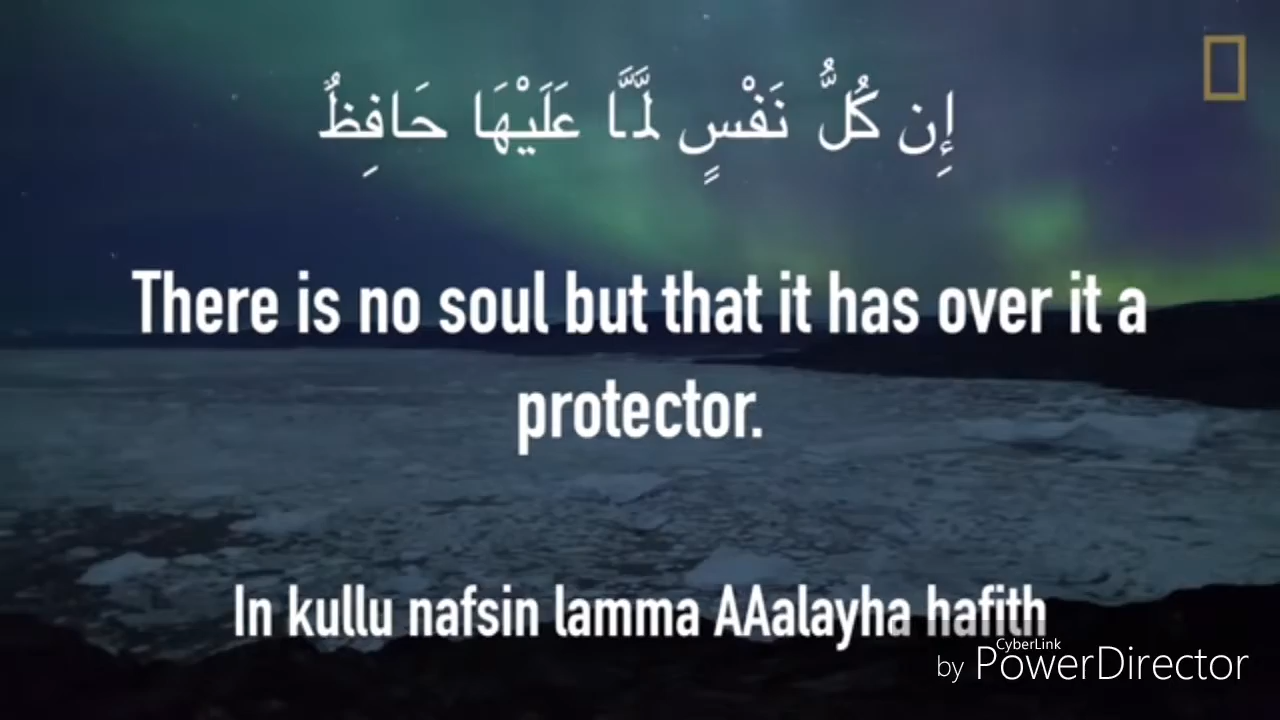 إِن كُلُّ نَفْسٍ لَمَّا عَلَيْهَا حَافِظٌ
There is no soul but that it has over it a
protector.
In kullu nafsin lamma AAalayha hafith
CyberLink
by PowerDirector